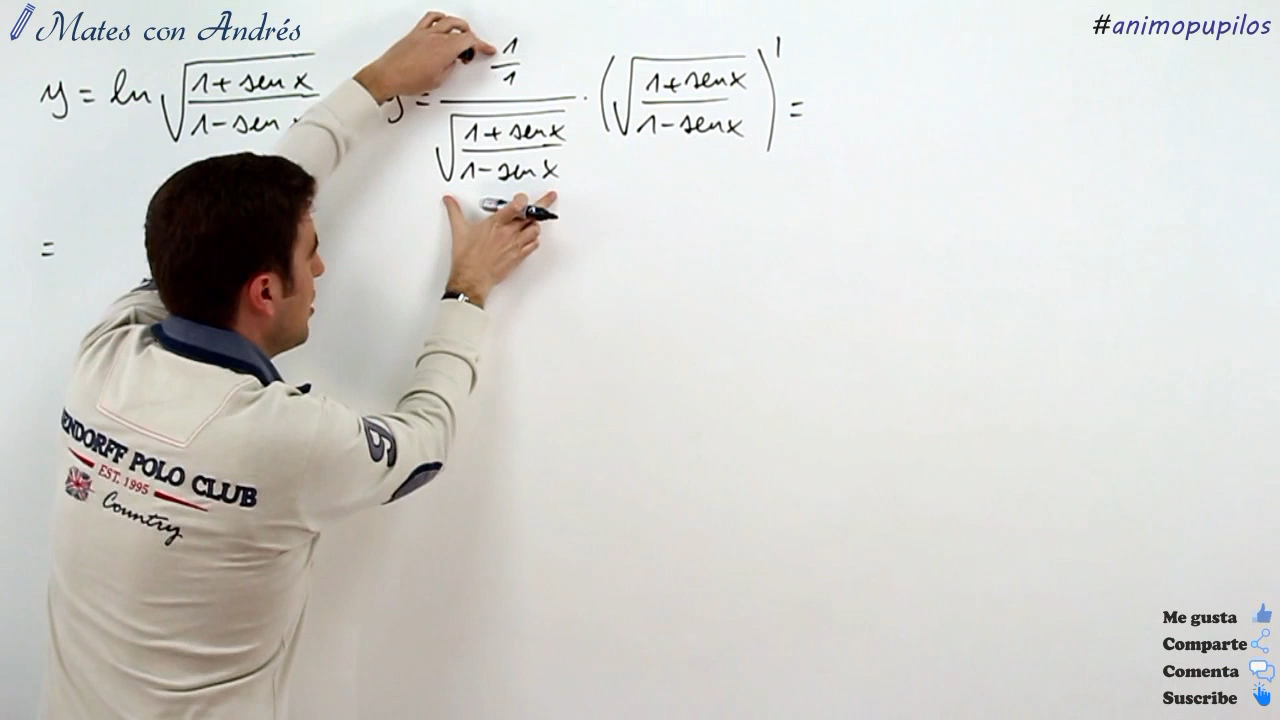 Mates con Andrés
#animopupilos
y = ln √((1+sen x)/(1-sen
y = (1/1)/√((1+sen x)/(1-sen x)) · (√((1+sen x)/(1-sen x)))' =
=
ENDORFF POLO CLUB
EST. 1995
Country
Me gusta
Comparte
Comenta
Suscribe